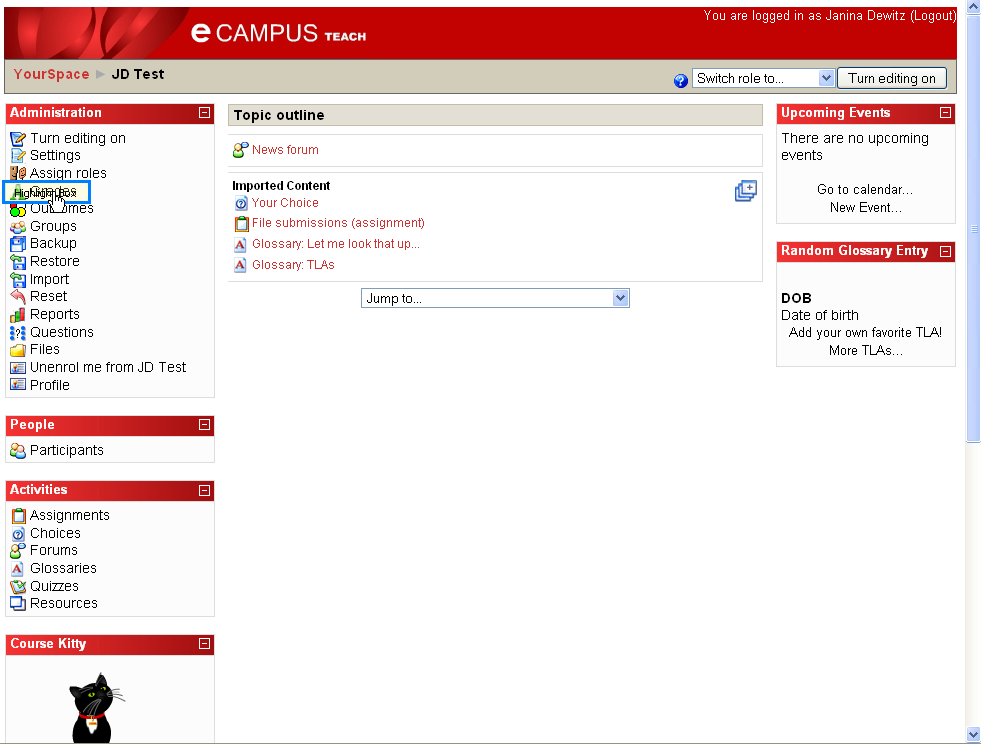 You are logged in as Janina Dewitz (Logout)
e CAMPUS TEACH
YourSpace ► JD Test
Switch role to...
Turn editing on
Administration
Turn editing on
Settings
Assign roles
Grades
Highlight Box
Outcomes
Groups
Backup
Restore
Import
Reset
Reports
Questions
Files
Unenrol me from JD Test
Profile
People
Participants
Activities
Assignments
Choices
Forums
Glossaries
Quizzes
Resources
Course Kitty
Topic outline
News forum
Imported Content
Your Choice
File submissions (assignment)
Glossary: Let me look that up...
Glossary: TLAs
Jump to...
Upcoming Events
There are no upcoming
events
Go to calendar...
New Event...
Random Glossary Entry
DOB
Date of birth
Add your own favorite TLA!
More TLAs...